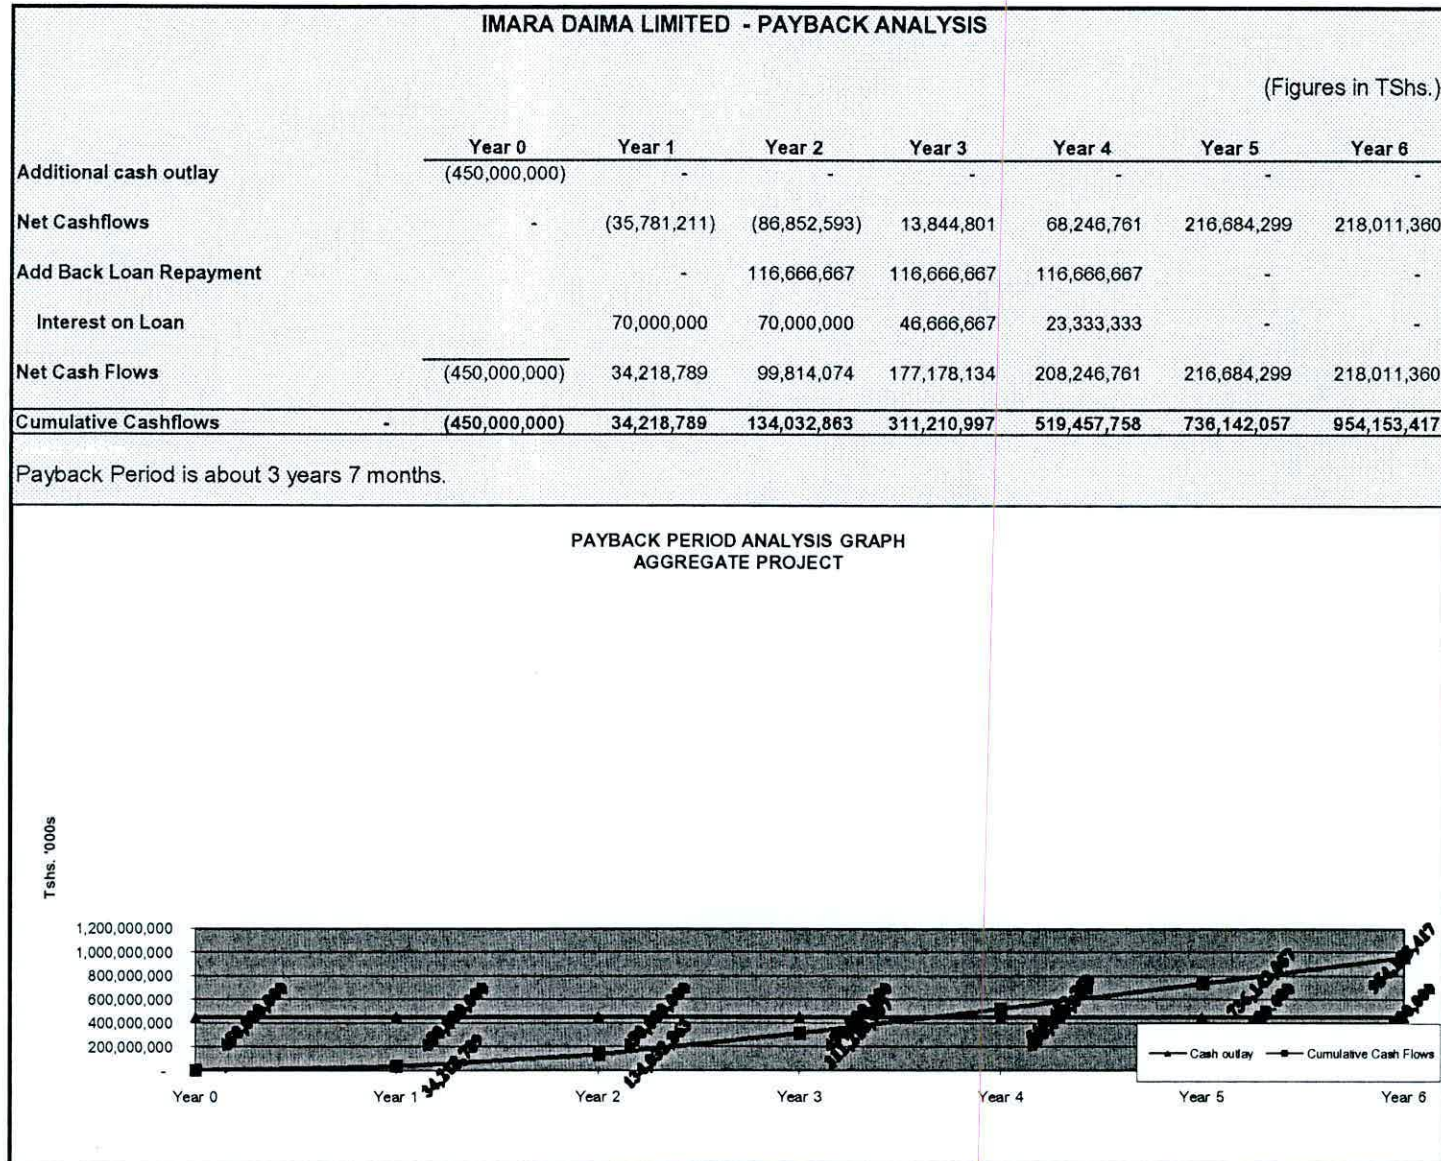 IMARA DAIMA LIMITED - PAYBACK ANALYSIS
(Figures in TShs.)
Year 0 Year 1 Year 2 Year 3 Year 4 Year 5 Year 6
Additional cash outlay (450,000,000) - - - - - -
Net Cashflows - (35,781,211) (86,852,593) 13,844,801 68,246,761 216,684,299 218,011,360
Add Back Loan Repayment - 116,666,667 116,666,667 116,666,667 - -
Interest on Loan 70,000,000 70,000,000 46,666,667 23,333,333 - -
Net Cash Flows (450,000,000) 34,218,789 99,814,074 177,178,134 208,246,761 216,684,299 218,011,360
Cumulative Cashflows - (450,000,000) 34,218,789 134,032,863 311,210,997 519,457,758 736,142,057 954,153,417
Payback Period is about 3 years 7 months.
PAYBACK PERIOD ANALYSIS GRAPH
AGGREGATE PROJECT
Tshs. '000s
1,200,000,000
1,000,000,000
800,000,000
600,000,000
400,000,000
200,000,000
-
34,218,789
134,032,863
736,142,057
Cash outlay Cumulative Cash Flows
Year 0 Year 1 Year 2 Year 3 Year 4 Year 5 Year 6